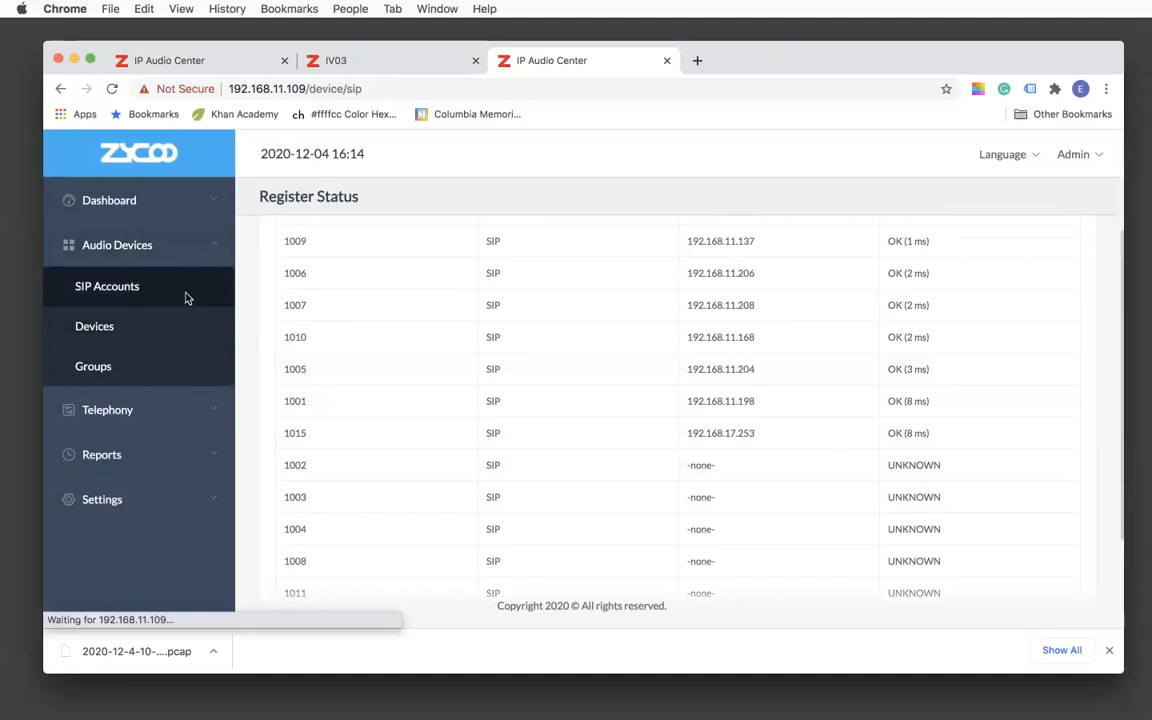 Chrome File Edit View History Bookmarks People Tab Window Help
IP Audio Center IV03 IP Audio Center
Not Secure 192.168.11.109/device/sip E
Apps Bookmarks Khan Academy ch #ffffcc Color Hex... Columbia Memori... Other Bookmarks
ZYCOO 2020-12-04 16:14 Language Admin
Dashboard
Audio Devices
SIP Accounts
Devices
Groups
Telephony
Reports
Settings
Register Status
1009 SIP 192.168.11.137 OK (1 ms)
1006 SIP 192.168.11.206 OK (2 ms)
1007 SIP 192.168.11.208 OK (2 ms)
1010 SIP 192.168.11.168 OK (2 ms)
1005 SIP 192.168.11.204 OK (3 ms)
1001 SIP 192.168.11.198 OK (8 ms)
1015 SIP 192.168.17.253 OK (8 ms)
1002 SIP -none- UNKNOWN
1003 SIP -none- UNKNOWN
1004 SIP -none- UNKNOWN
1008 SIP -none- UNKNOWN
1011 SIP -none- UNKNOWN
Copyright 2020 © All rights reserved.
Waiting for 192.168.11.109...
2020-12-4-10-....pcap Show All